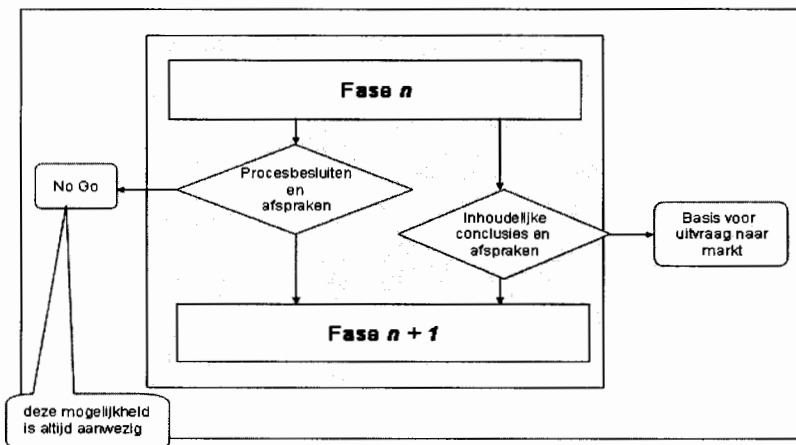 Fase n
Procesbesluiten
en
afspraken
No Go
Inhoudelijke
conclusies en
afspraken
Basis voor
uitvraag naar
markt
Fase n + 1
deze mogelijkheid
is altijd aanwezig